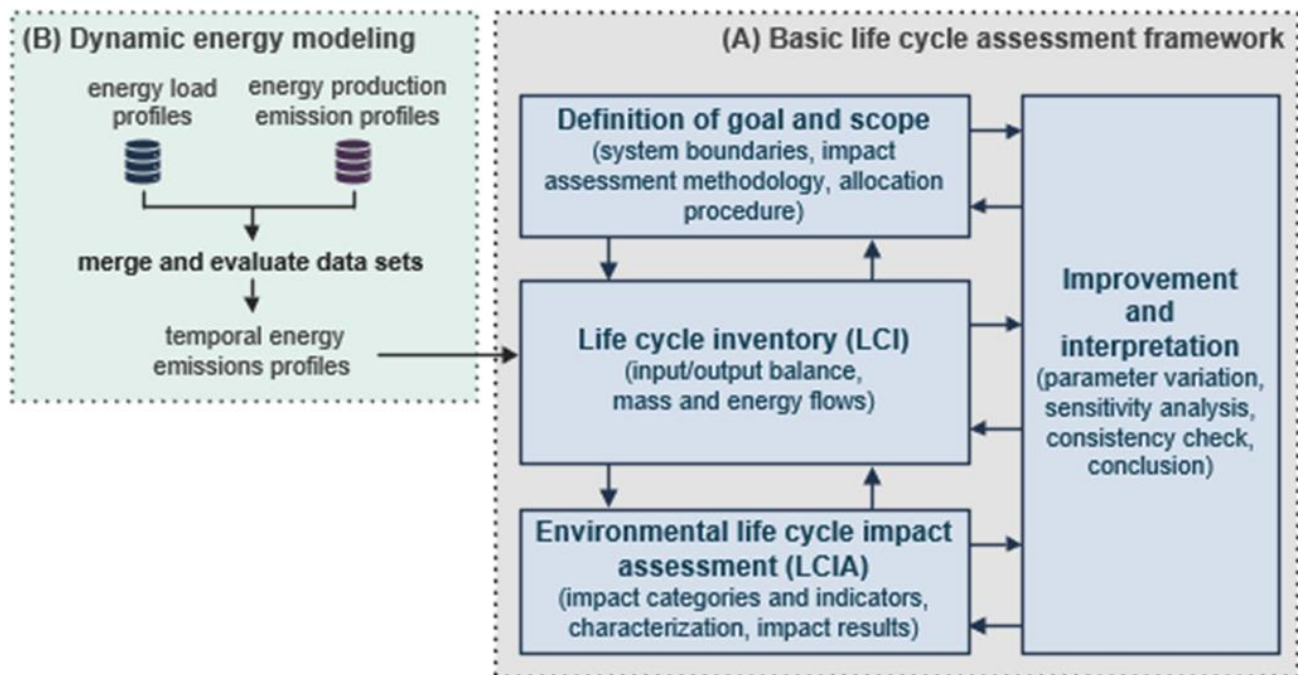 (B) Dynamic energy modeling
energy load
profiles
energy production
emission profiles
merge and evaluate data sets
temporal energy
emissions profiles
(A) Basic life cycle assessment framework
Definition of goal and scope
(system boundaries, impact
assessment methodology, allocation
procedure)
Life cycle inventory (LCI)
(input/output balance,
mass and energy flows)
Environmental life cycle impact
assessment (LCIA)
(impact categories and indicators,
characterization, impact results)
Improvement
and
interpretation
(parameter variation,
sensitivity analysis,
consistency check,
conclusion)